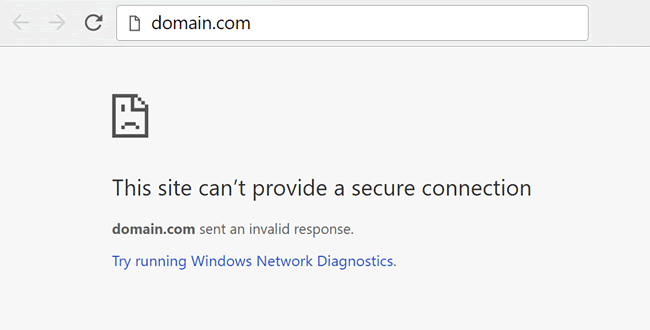 domain.com
This site can’t provide a secure connection
domain.com sent an invalid response.
Try running Windows Network Diagnostics.